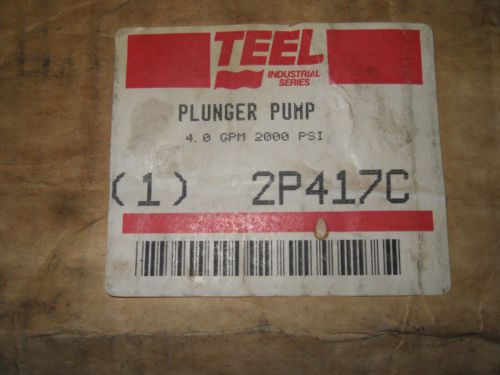 TEEL
INDUSTRIAL
SERIES
PLUNGER PUMP
4.0 GPM 2000 PSI
(1) 2P417C